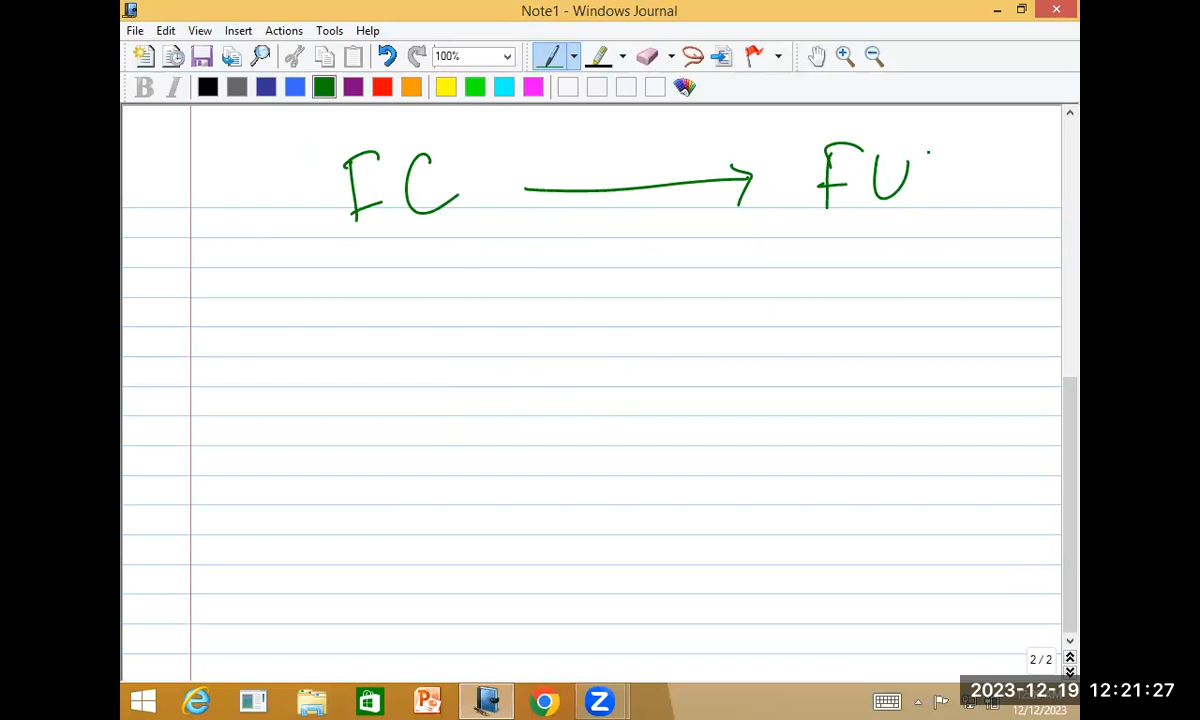 Note1 - Windows Journal
File Edit View Insert Actions Tools Help
100%
B I
IC → FU
2/2
2023-12-19 12:21:27
12/12/2023